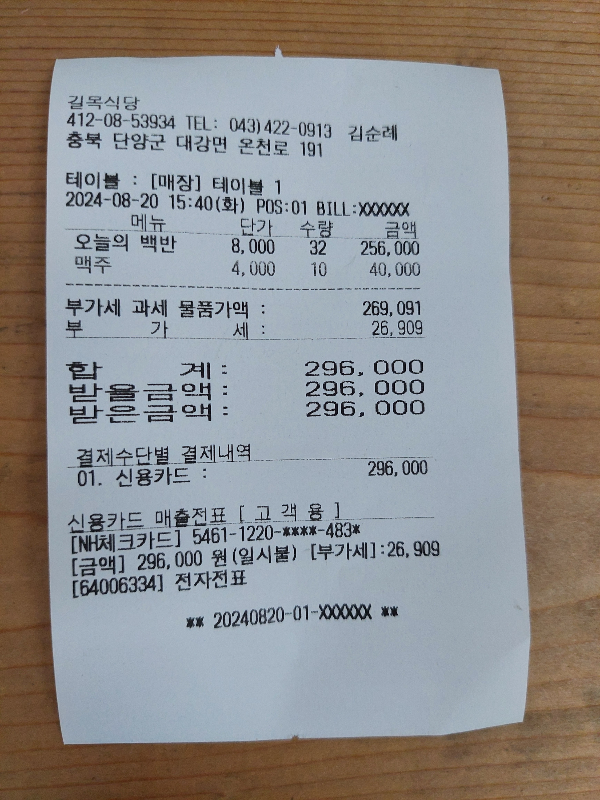 길목식당
412-08-53934 TEL: 043)422-0913 김순례
충북 단양군 대강면 온천로 191
테이블 : [매장] 테이블 1
2024-08-20 15:40(화) POS:01 BILL:XXXXXX
메뉴 단가 수량 금액
오늘의 백반 8,000 32 256,000
맥주 4,000 10 40,000
부가세 과세 물품가액 : 269,091
부 가 세 : 26,909
합 계 : 296,000
받을금액 : 296,000
받은금액 : 296,000
결제수단별 결제내역
01. 신용카드 : 296,000
신용카드 매출전표 [ 고 객 용 ]
[NH체크카드] 5461-1220-****-483*
[금액] 296,000 원(일시불) [부가세]:26,909
[64006334] 전자전표
** 20240820-01-XXXXXX **